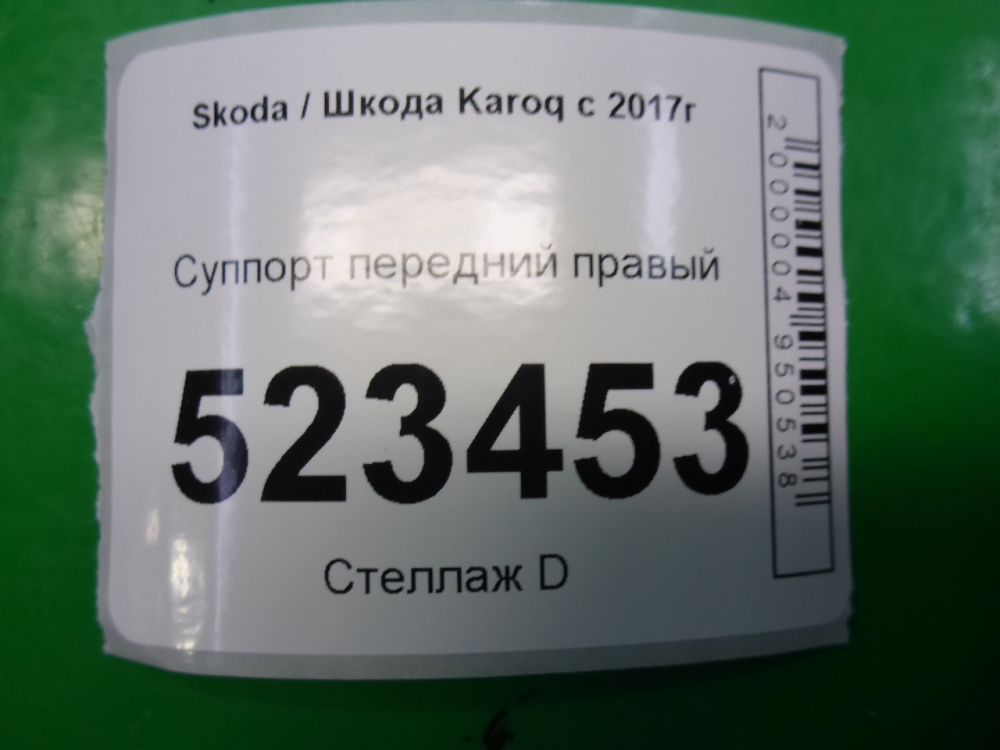 Skoda / Шкода Karoq с 2017г
Суппорт передний правый
523453
Стеллаж D
2000004950538